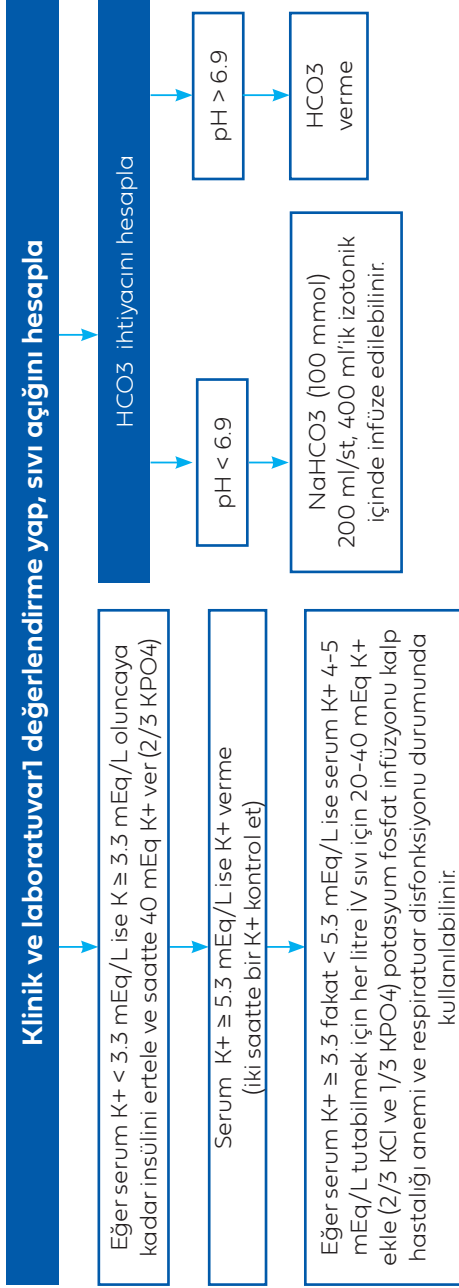 Klinik ve laboratuvar1 değerlendirme yap, sıvı açığını hesapla
Eğer serum K+ < 3.3 mEq/L ise K ≥ 3.3 mEq/L oluncaya
kadar insülini ertele ve saatte 40 mEq K+ ver (2/3 KPO4)
Serum K+ ≥ 5.3 mEq/L ise K+ verme
(iki saatte bir K+ kontrol et)
Eğer serum K+ ≥ 3.3 fakat < 5.3 mEq/L ise serum K+ 4-5
mEq/L tutabilmek için her litre İV sıvı için 20-40 mEq K+
ekle (2/3 KCl ve 1/3 KPO4) potasyum fosfat infüzyonu kalp
hastalığı anemi ve respiratuar disfonksiyonu durumunda
kullanılabilinir.
HCO3 ihtiyacını hesapla
pH < 6.9
NaHCO3 (100 mmol)
200 ml/st, 400 ml'ik izotonik
içinde infüze edilebilinir.
pH > 6.9
HCO3
verme